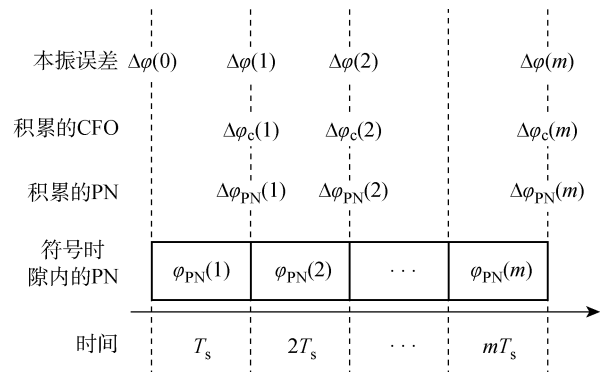 本振误差 Δφ(0) Δφ(1) Δφ(2) Δφ(m)
积累的CFO Δφc(1) Δφc(2) Δφc(m)
积累的PN ΔφPN(1) ΔφPN(2) ΔφPN(m)
符号时
隙内的PN φPN(1) φPN(2) ··· φPN(m)
时间 Ts 2Ts ··· mTs